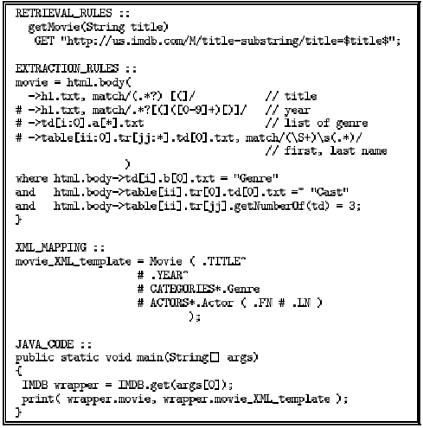 RETRIEVAL_RULES ::
getMovie(String title)
GET "http://us.imdb.com/M/title-substring/title=$title$";
EXTRACTION_RULES ::
movie = html.body(
->h1.txt, match/(.*?) [(]/ // title
# ->h1.txt, match/.*?[(]([0-9]+)[)]/ // year
# ->td[i:0].a[*].txt // list of genre
# ->table[ii:0].tr[jj:*].td[0].txt, match/(\S+)\s(.*)/
// first, last name
)
where html.body->td[i].b[0].txt = "Genre"
and html.body->table[ii].tr[0].td[0].txt =~ "Cast"
and html.body->table[ii].tr[jj].getNumberOf(td) = 3;
}
XML_MAPPING ::
movie_XML_template = Movie ( .TITLE^
# .YEAR^
# CATEGORIES*.Genre
# ACTORS*.Actor ( .FN # .LN )
);
JAVA_CODE ::
public static void main(String[] args)
{
IMDB wrapper = IMDB.get(args[0]);
print( wrapper.movie, wrapper.movie_XML_template );
}